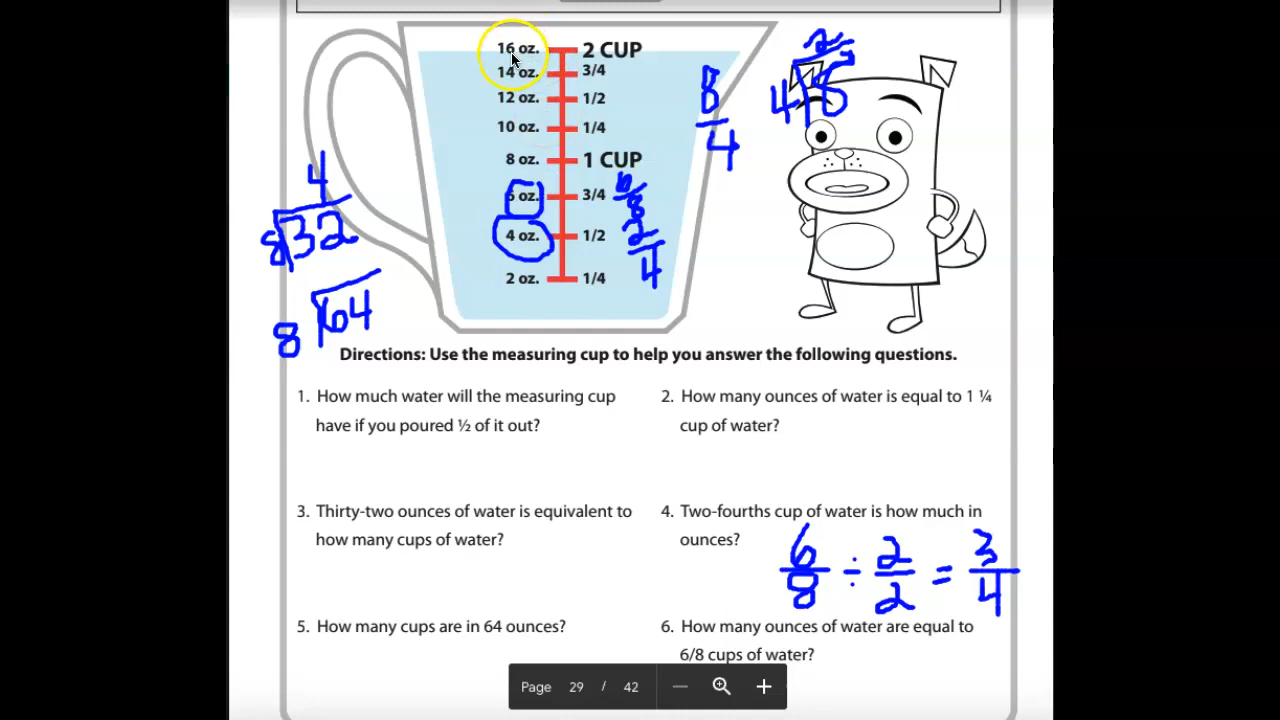 16 oz. 2 CUP
14 oz. 3/4
12 oz. 1/2
10 oz. 1/4
8 oz. 1 CUP
6 oz. 3/4
4 oz. 1/2
2 oz. 1/4
8
4
2
4 8
4
8 32
8 64
6
8
2
4
Directions: Use the measuring cup to help you answer the following questions.
1. How much water will the measuring cup
have if you poured ½ of it out?
2. How many ounces of water is equal to 1 ¼
cup of water?
3. Thirty-two ounces of water is equivalent to
how many cups of water?
4. Two-fourths cup of water is how much in
ounces?
6/8 ÷ 2/2 = 3/4
5. How many cups are in 64 ounces?
6. How many ounces of water are equal to
6/8 cups of water?
Page 29 / 42